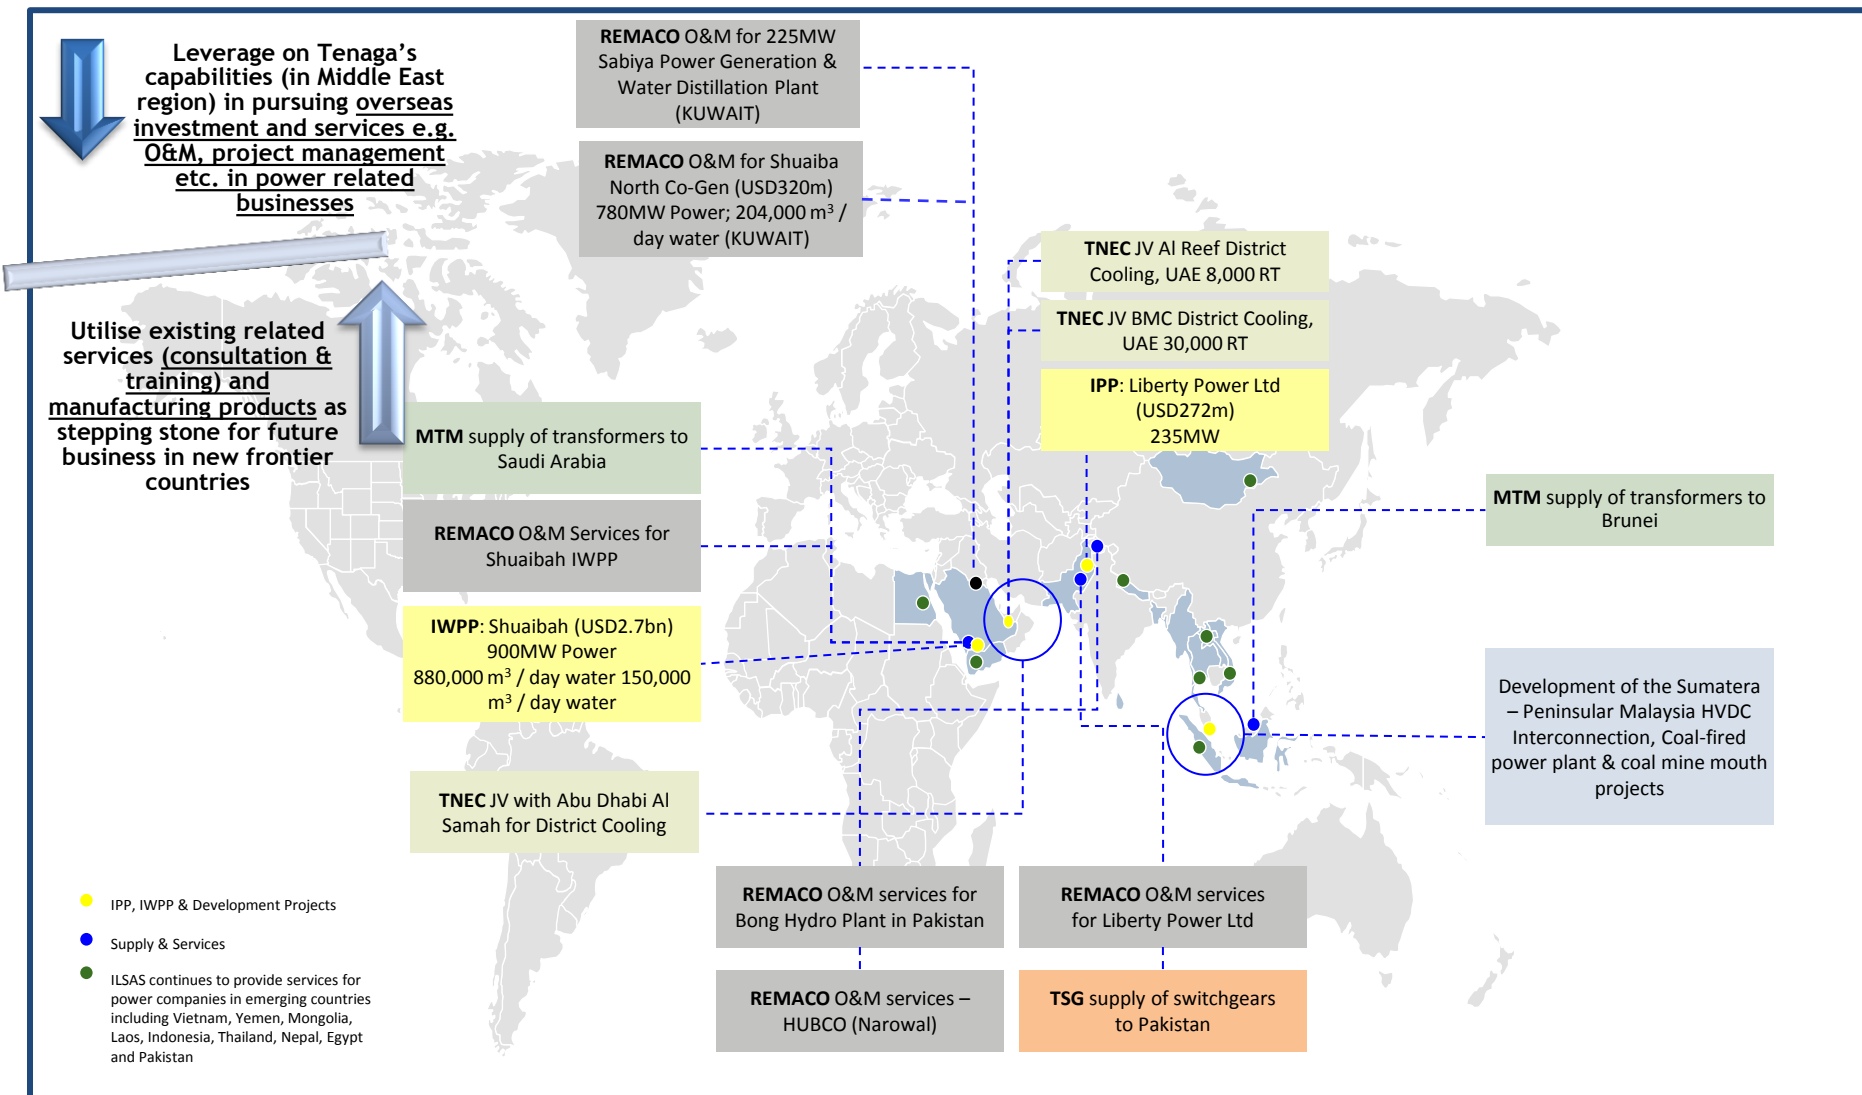 Leverage on Tenaga’s
capabilities (in Middle East
region) in pursuing overseas
investment and services e.g.
O&M, project management
etc. in power related
businesses
Utilise existing related
services (consultation &
training) and
manufacturing products as
stepping stone for future
business in new frontier
countries
REMACO O&M for 225MW
Sabiya Power Generation &
Water Distillation Plant
(KUWAIT)
REMACO O&M for Shuaiba
North Co-Gen (USD320m)
780MW Power; 204,000 m³ /
day water (KUWAIT)
TNEC JV Al Reef District
Cooling, UAE 8,000 RT
TNEC JV BMC District Cooling,
UAE 30,000 RT
IPP: Liberty Power Ltd
(USD272m)
235MW
MTM supply of transformers to
Saudi Arabia
REMACO O&M Services for
Shuaibah IWPP
IWPP: Shuaibah (USD2.7bn)
900MW Power
880,000 m³ / day water 150,000
m³ / day water
TNEC JV with Abu Dhabi Al
Samah for District Cooling
MTM supply of transformers to
Brunei
Development of the Sumatera
– Peninsular Malaysia HVDC
Interconnection, Coal-fired
power plant & coal mine mouth
projects
REMACO O&M services for
Bong Hydro Plant in Pakistan
REMACO O&M services
for Liberty Power Ltd
REMACO O&M services –
HUBCO (Narowal)
TSG supply of switchgears
to Pakistan
IPP, IWPP & Development Projects
Supply & Services
ILSAS continues to provide services for
power companies in emerging countries
including Vietnam, Yemen, Mongolia,
Laos, Indonesia, Thailand, Nepal, Egypt
and Pakistan